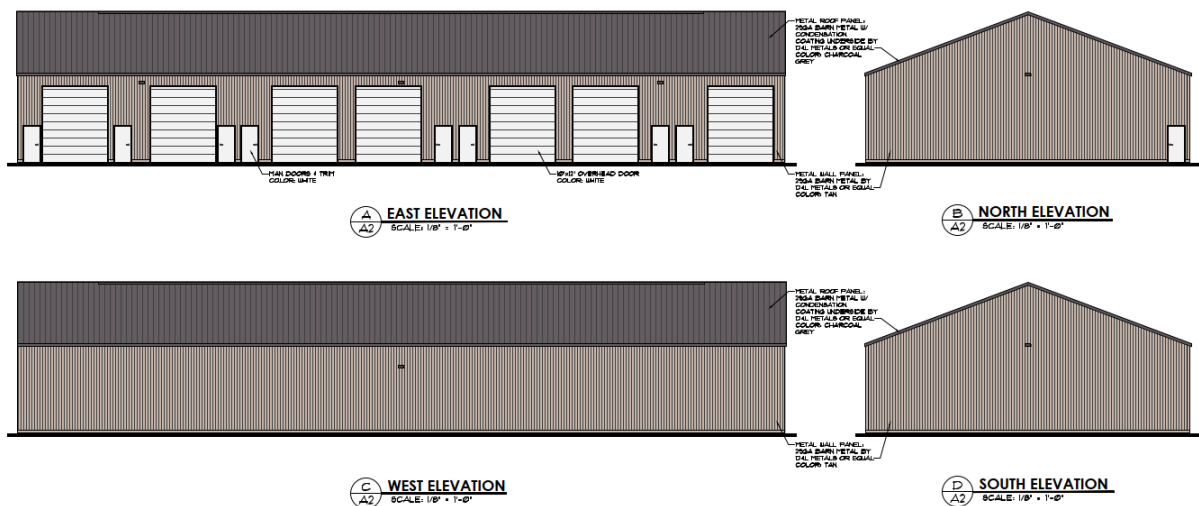 METAL ROOF PANEL:
29GA BARN METAL W/
CONDENSATION
COATING UNDERSIDE BY
D4L METALS OR EQUAL
COLOR: CHARCOAL
GREY
MAN DOORS & TRIM
COLOR: WHITE
10'x12' OVERHEAD DOOR
COLOR: WHITE
METAL WALL PANEL:
29GA BARN METAL BY
D4L METALS OR EQUAL
COLOR: TAN
A
A2
EAST ELEVATION
SCALE: 1/8" = 1'-0"
B
A2
NORTH ELEVATION
SCALE: 1/8" = 1'-0"
METAL ROOF PANEL:
29GA BARN METAL W/
CONDENSATION
COATING UNDERSIDE BY
D4L METALS OR EQUAL
COLOR: CHARCOAL
GREY
METAL WALL PANEL:
29GA BARN METAL BY
D4L METALS OR EQUAL
COLOR: TAN
C
A2
WEST ELEVATION
SCALE: 1/8" = 1'-0"
D
A2
SOUTH ELEVATION
SCALE: 1/8" = 1'-0"